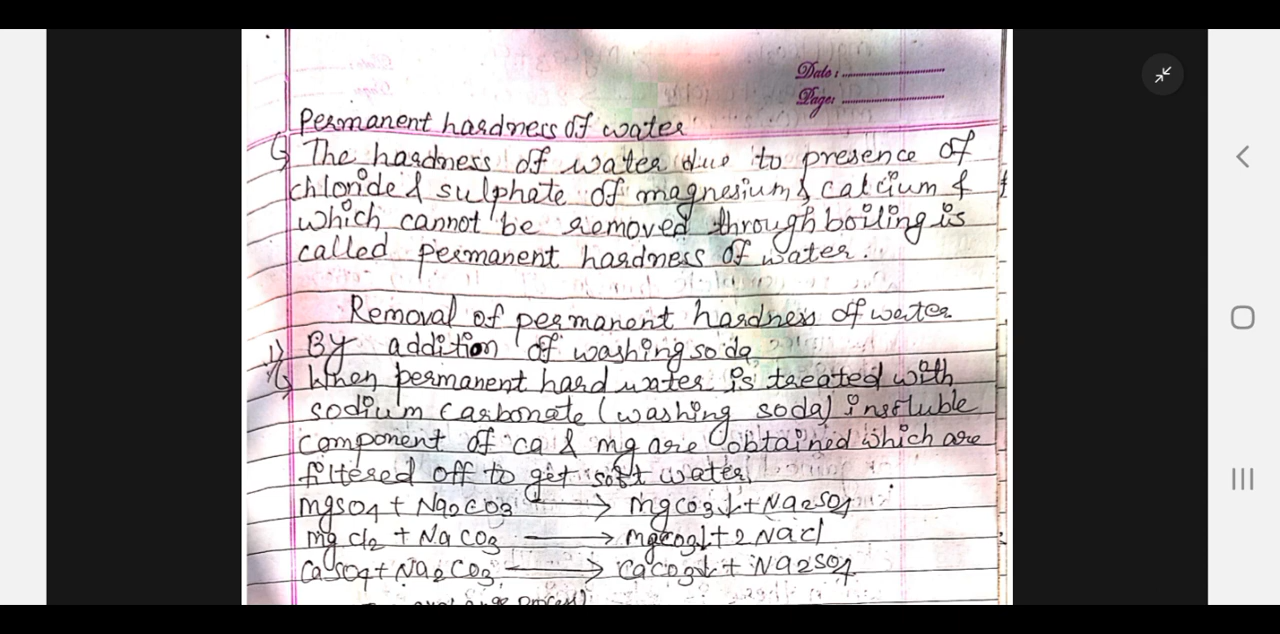 Date :
Page:
Permanent hardness of water
↳ The hardness of water due to presence of
chloride & sulphate of magnesium & calcium &
which cannot be removed through boiling is
called permanent hardness of water.
Removal of permanent hardness of water
1) By addition of washing soda
↳ When permanent hard water is treated with
sodium carbonate (washing soda) insoluble
component of ca & mg are obtained which are
filtered off to get soft water
mgso4 + Na2co3 → mgco3↓ + Na2so4
mg cl2 + Na co3 → mgco3↓ + 2Nacl
caso4 + Na2co3 → caco3↓ + Na2so4
process)